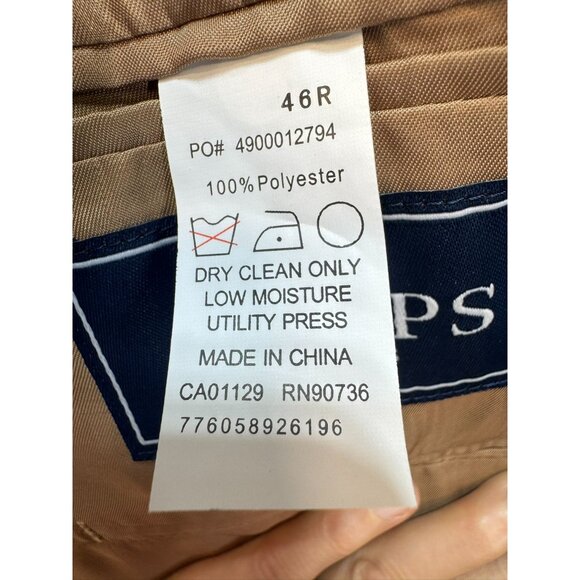 46R
PO# 4900012794
100%Polyester
DRY CLEAN ONLY
LOW MOISTURE
UTILITY PRESS
MADE IN CHINA
CA01129 RN90736
776058926196
PS